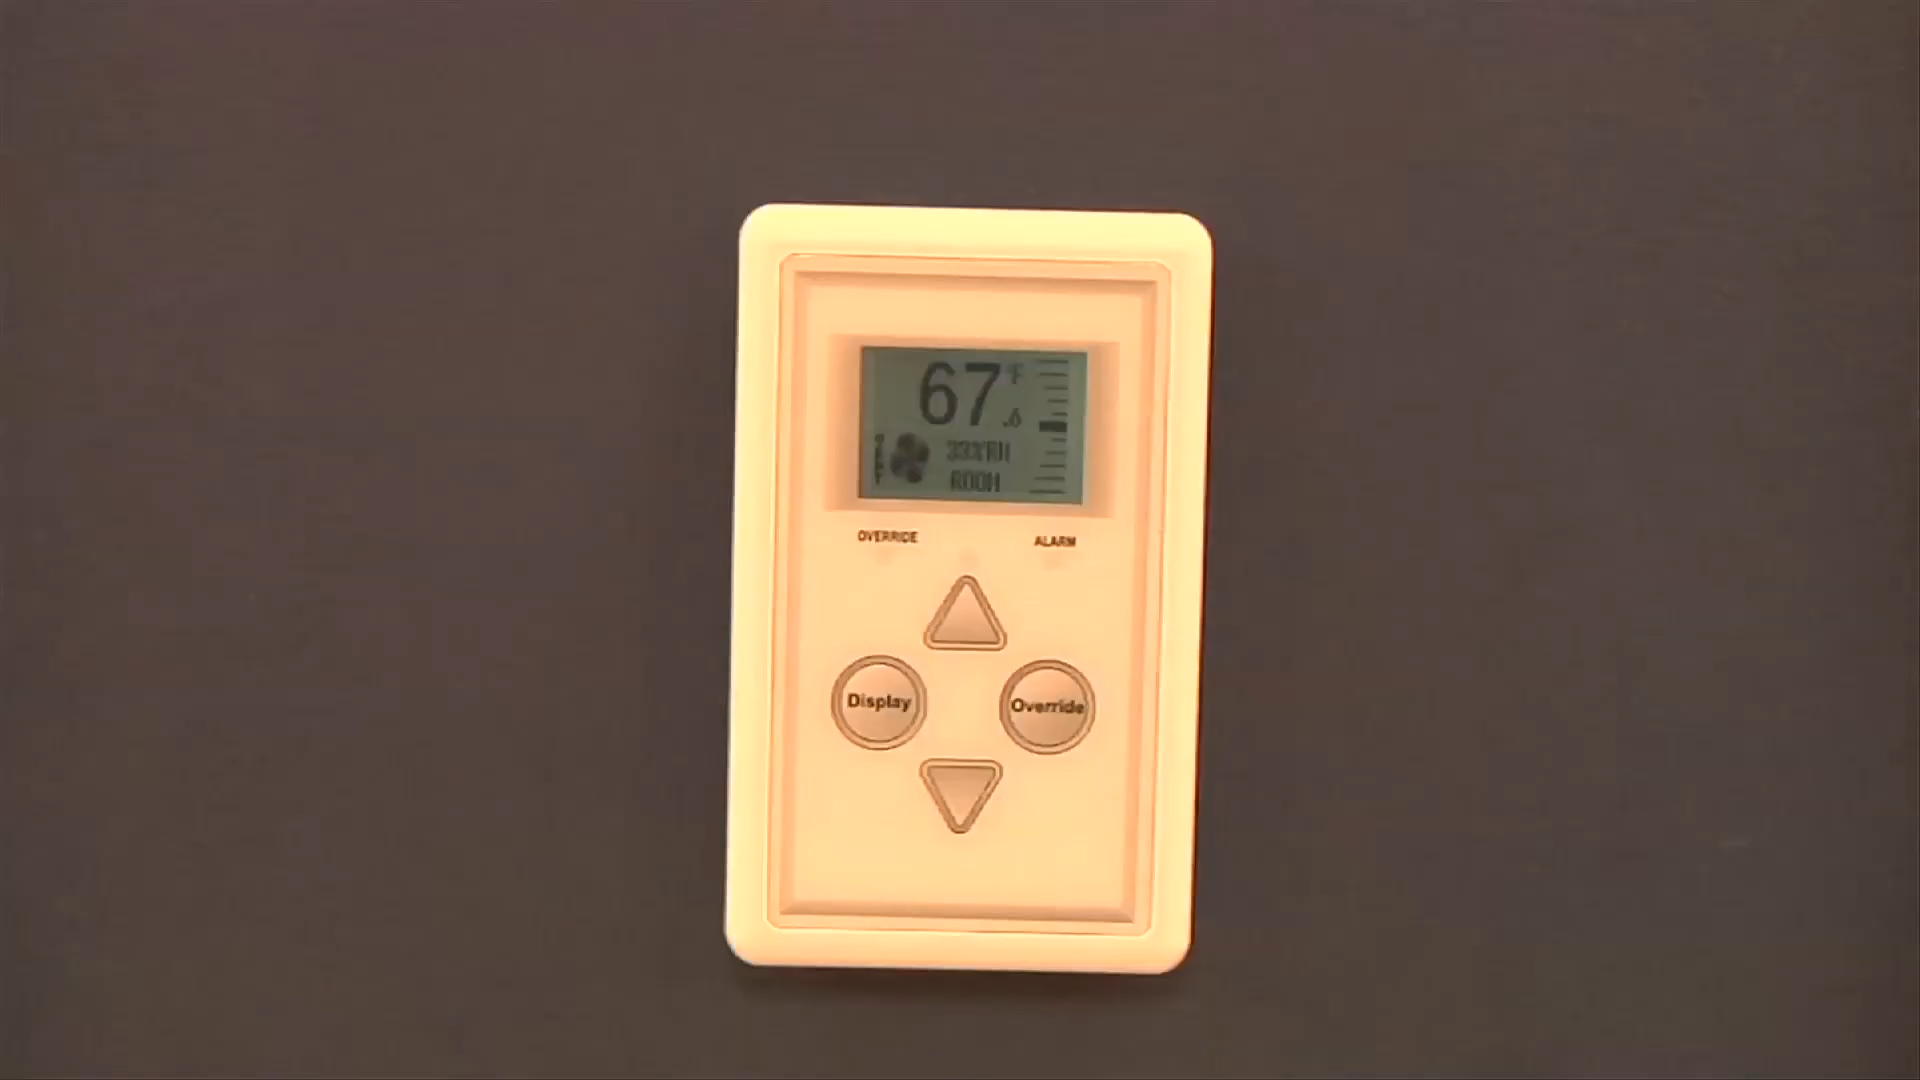 67.6 °F
33%RH
ROOM
OVERRIDE ALARM
Display Override